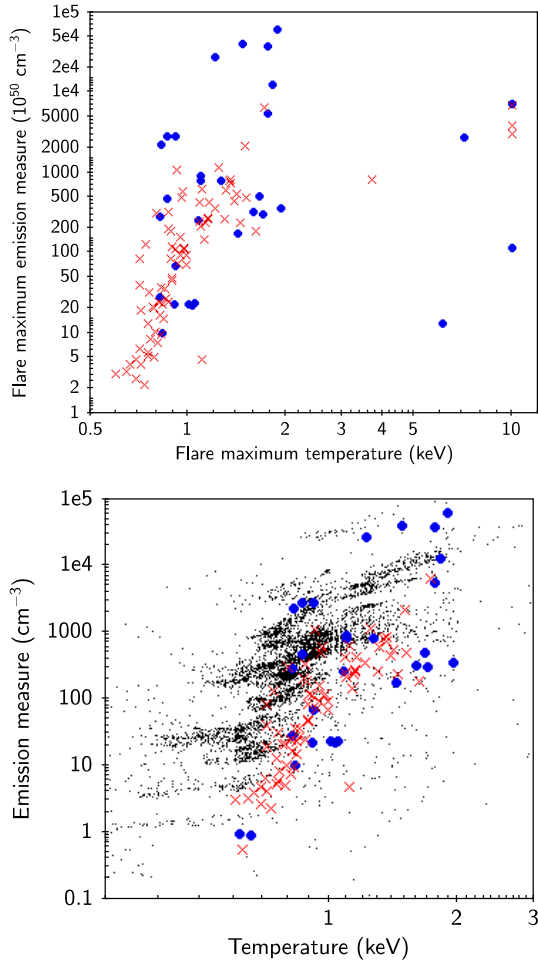 Flare maximum emission measure (10⁵⁰ cm⁻³)
1e5
5e4
2e4
1e4
5000
2000
1000
500
200
100
50
20
10
5
2
1
0.5 1 2 3 4 5 10
Flare maximum temperature (keV)
Emission measure (cm⁻³)
1e5
1e4
1000
100
10
1
0.1
1 2 3
Temperature (keV)